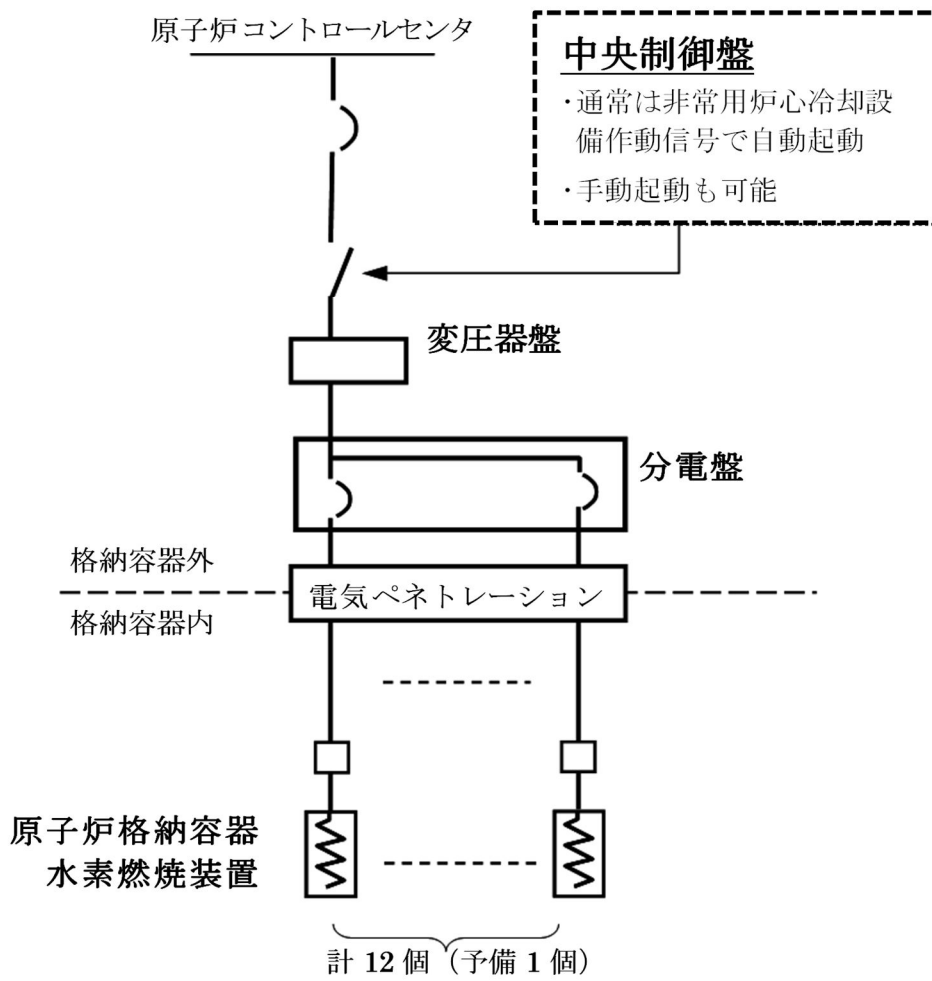 原子炉コントロールセンタ
中央制御盤
・通常は非常用炉心冷却設
備作動信号で自動起動
・手動起動も可能
変圧器盤
分電盤
格納容器外
電気ペネトレーション
格納容器内
原子炉格納容器
水素燃焼装置
計 12 個（予備 1 個）